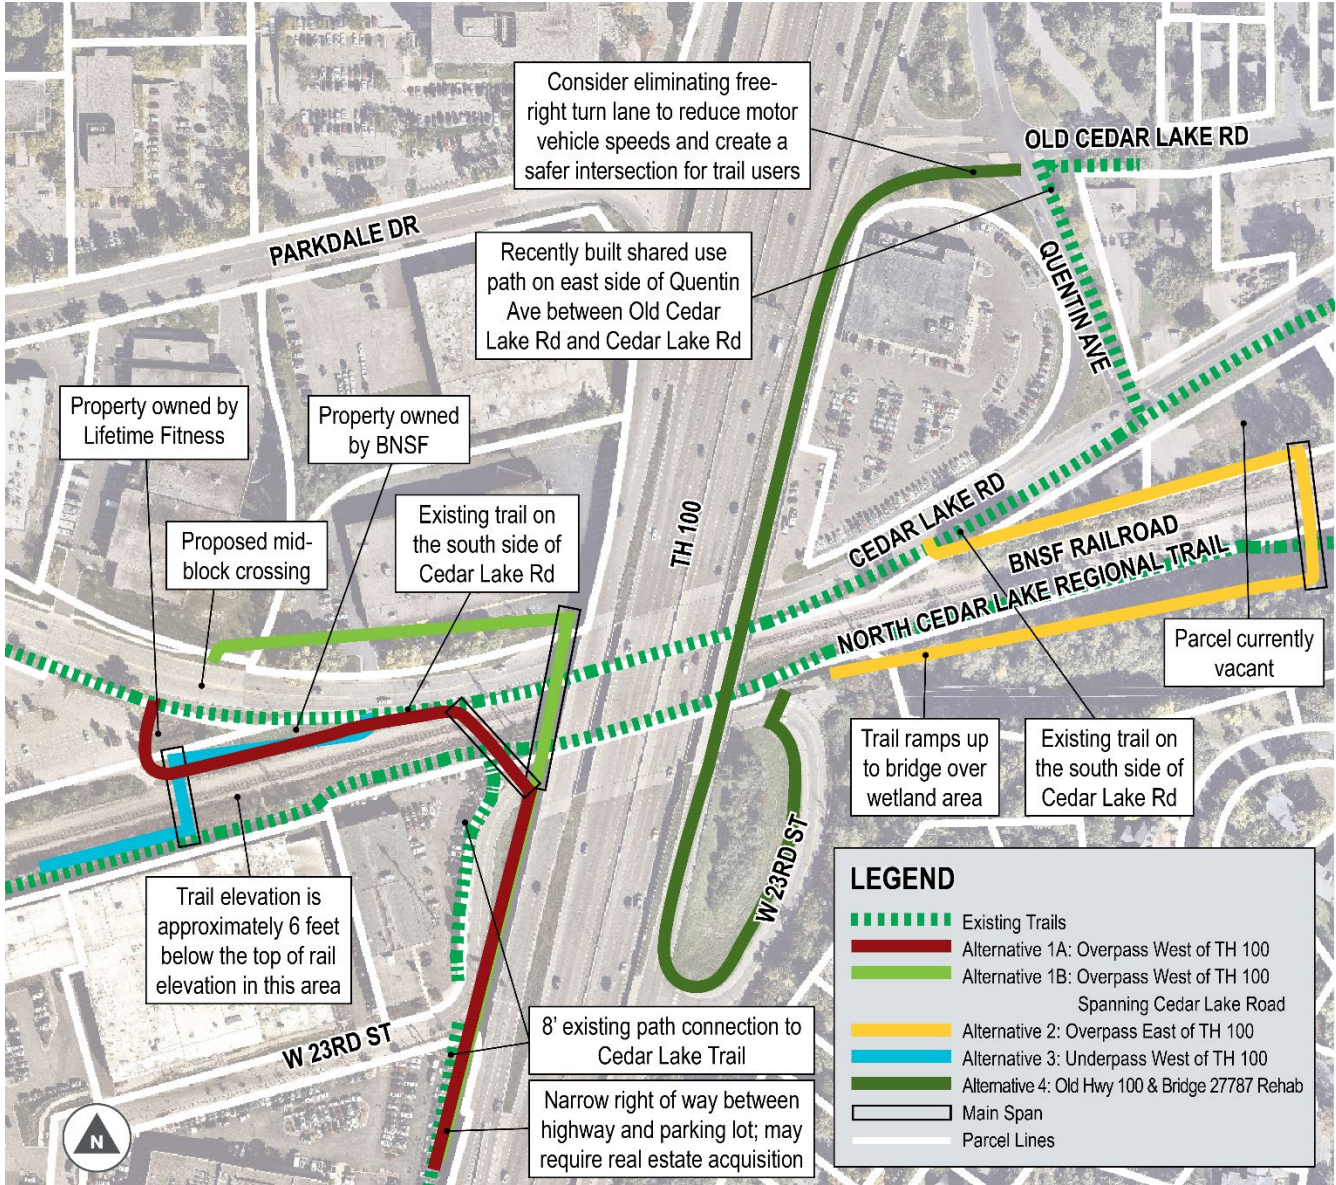 Consider eliminating free-
right turn lane to reduce motor
vehicle speeds and create a
safer intersection for trail users
OLD CEDAR LAKE RD
PARKDALE DR
Recently built shared use
path on east side of Quentin
Ave between Old Cedar
Lake Rd and Cedar Lake Rd
QUENTIN AVE
Property owned by
Lifetime Fitness
Property owned
by BNSF
Proposed mid-
block crossing
Existing trail on
the south side of
Cedar Lake Rd
TH 100
CEDAR LAKE RD
BNSF RAILROAD
NORTH CEDAR LAKE REGIONAL TRAIL
Parcel currently
vacant
Trail ramps up
to bridge over
wetland area
Existing trail on
the south side of
Cedar Lake Rd
W 23RD ST
Trail elevation is
approximately 6 feet
below the top of rail
elevation in this area
W 23RD ST
8' existing path connection to
Cedar Lake Trail
Narrow right of way between
highway and parking lot; may
require real estate acquisition
N
LEGEND
Existing Trails
Alternative 1A: Overpass West of TH 100
Alternative 1B: Overpass West of TH 100
Spanning Cedar Lake Road
Alternative 2: Overpass East of TH 100
Alternative 3: Underpass West of TH 100
Alternative 4: Old Hwy 100 & Bridge 27787 Rehab
Main Span
Parcel Lines